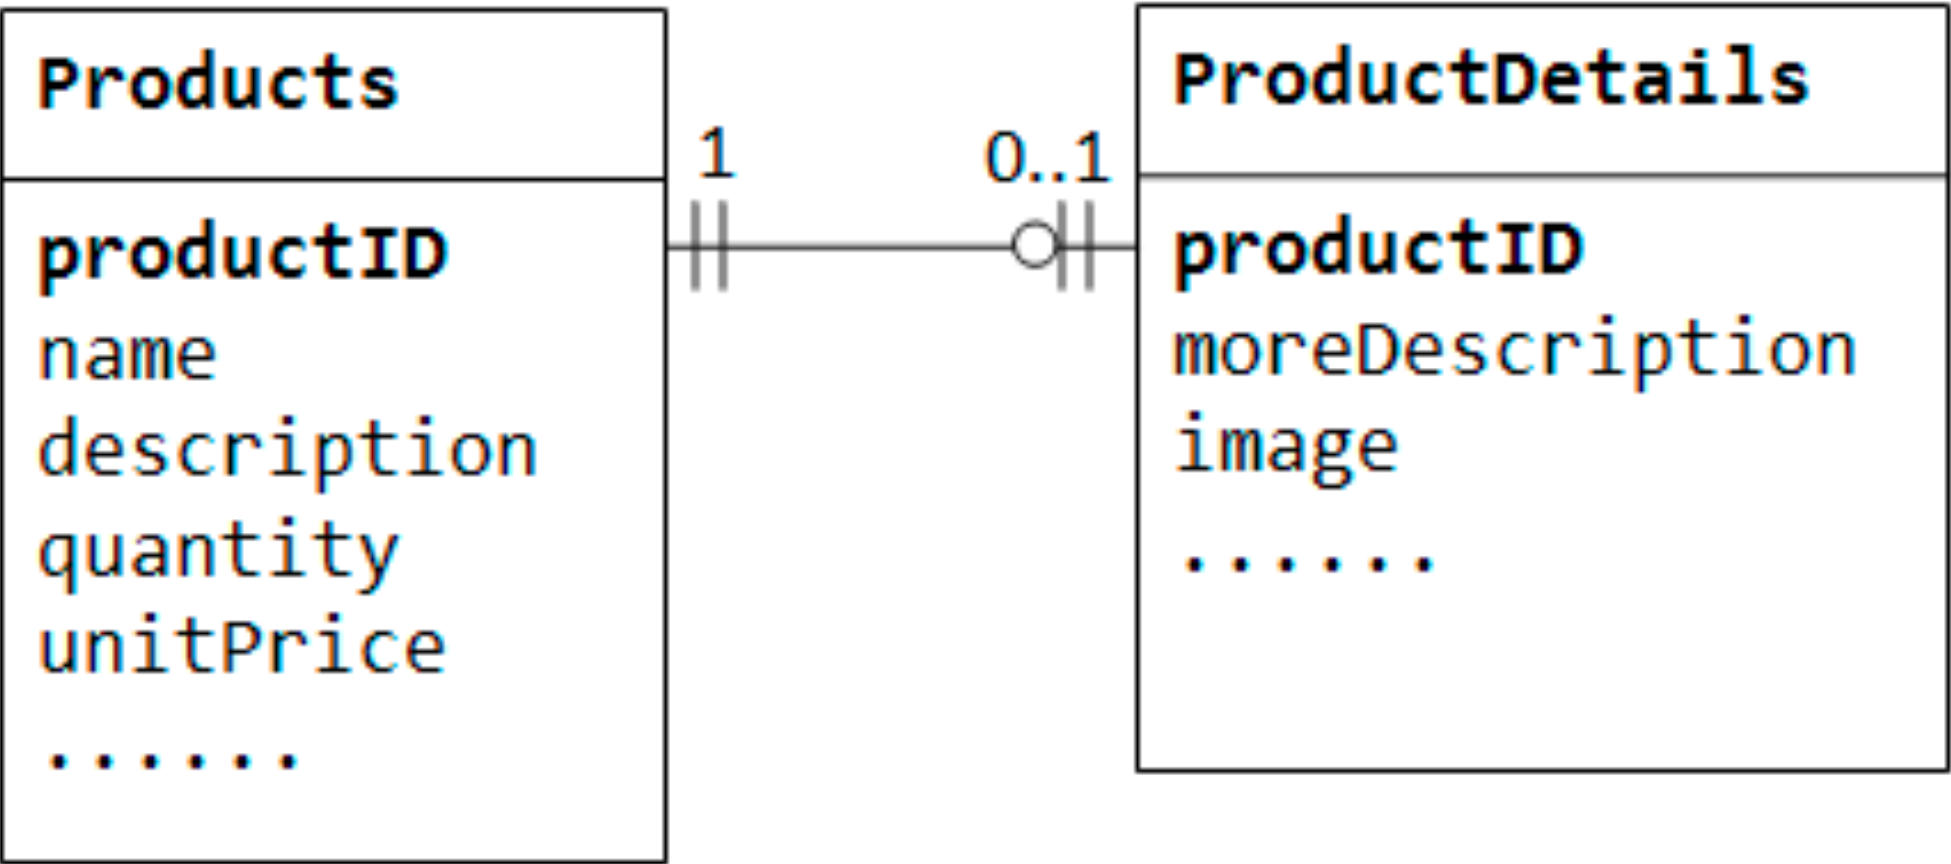 Products
productID
name
description
quantity
unitPrice
......
1
0..1
ProductDetails
productID
moreDescription
image
......